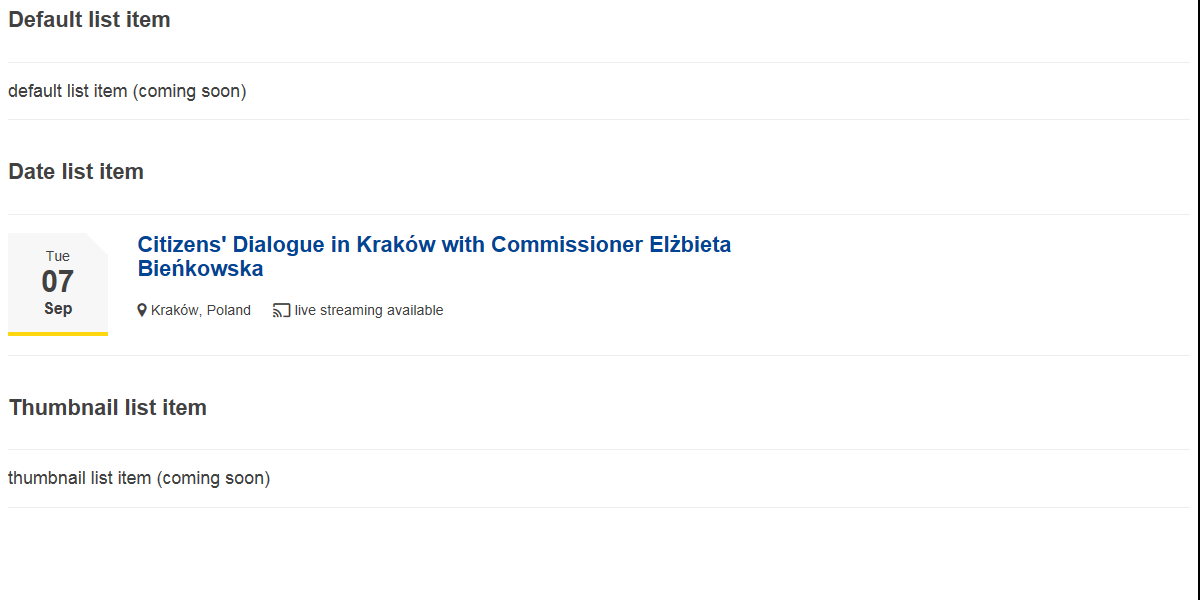 Default list item
default list item (coming soon)
Date list item
Tue
07
Sep
Citizens' Dialogue in Kraków with Commissioner Elżbieta
Bieńkowska
Kraków, Poland live streaming available
Thumbnail list item
thumbnail list item (coming soon)